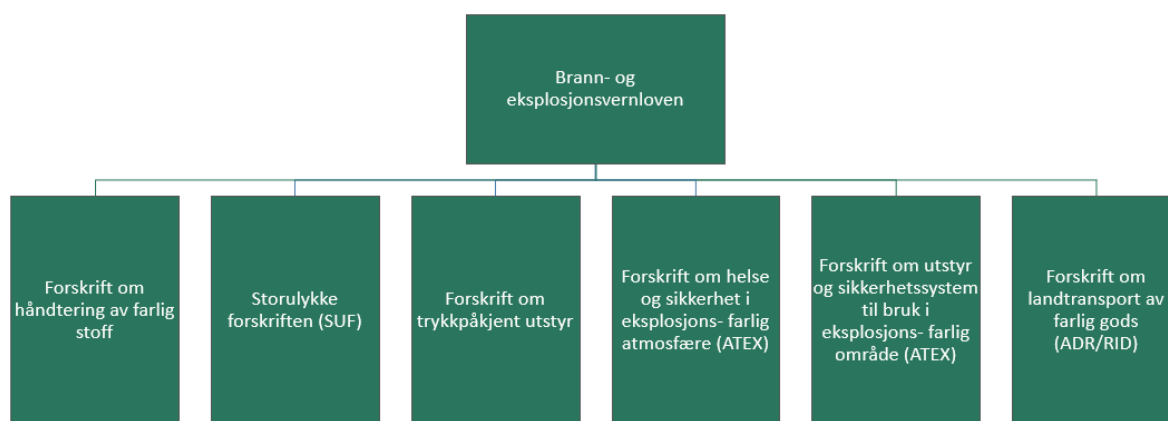 Brann- og
eksplosjonsvernloven
Forskrift om
håndtering av farlig
stoff
Storulykke
forskriften (SUF)
Forskrift om
trykkpåkjent utstyr
Forskrift om helse
og sikkerhet i
eksplosjons- farlig
atmosfære (ATEX)
Forskrift om utstyr
og sikkerhetssystem
til bruk i
eksplosjons- farlig
område (ATEX)
Forskrift om
landtransport av
farlig gods
(ADR/RID)